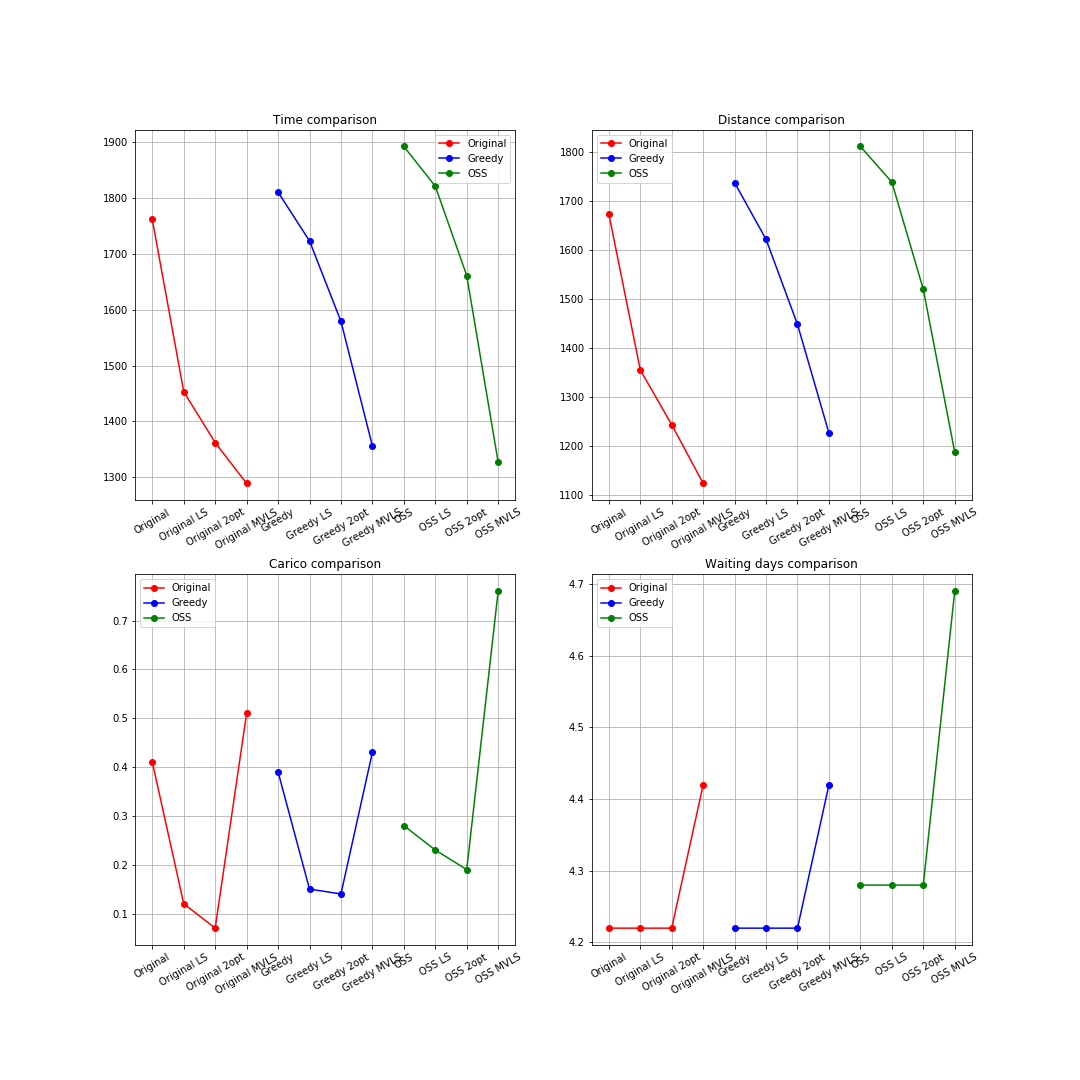 Time comparison
1900
1800
1700
1600
1500
1400
1300
Original
Greedy
OSS
Original
Original LS
Original 2opt
Original MVLS
Greedy
Greedy LS
Greedy 2opt
Greedy MVLS
OSS
OSS LS
OSS 2opt
OSS MVLS
Distance comparison
1800
1700
1600
1500
1400
1300
1200
1100
Original
Greedy
OSS
Original
Original LS
Original 2opt
Original MVLS
Greedy
Greedy LS
Greedy 2opt
Greedy MVLS
OSS
OSS LS
OSS 2opt
OSS MVLS
Carico comparison
0.7
0.6
0.5
0.4
0.3
0.2
0.1
Original
Greedy
OSS
Original
Original LS
Original 2opt
Original MVLS
Greedy
Greedy LS
Greedy 2opt
Greedy MVLS
OSS
OSS LS
OSS 2opt
OSS MVLS
Waiting days comparison
4.7
4.6
4.5
4.4
4.3
4.2
Original
Greedy
OSS
Original
Original LS
Original 2opt
Original MVLS
Greedy
Greedy LS
Greedy 2opt
Greedy MVLS
OSS
OSS LS
OSS 2opt
OSS MVLS